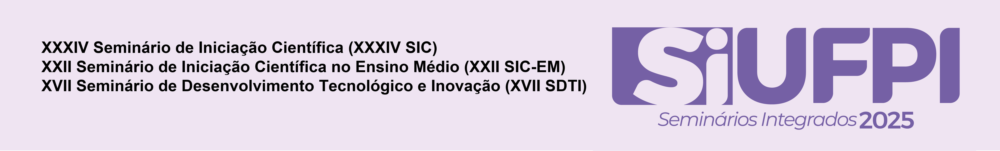 XXXIV Seminário de Iniciação Científica (XXXIV SIC)
XXII Seminário de Iniciação Científica no Ensino Médio (XXII SIC-EM)
XVII Seminário de Desenvolvimento Tecnológico e Inovação (XVII SDTI)
SiUFPI
Seminários Integrados 2025